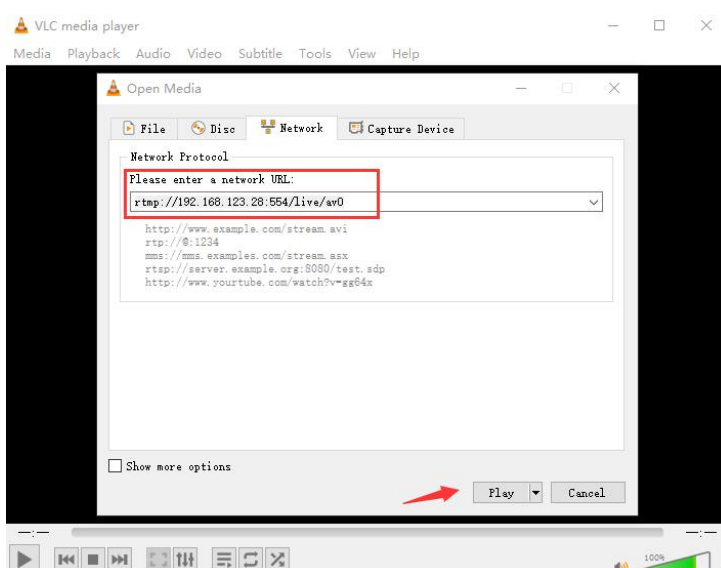 VLC media player
Media Playback Audio Video Subtitle Tools View Help
Open Media
File Disc Network Capture Device
Network Protocol
Please enter a network URL:
rtmp://192.168.123.28:554/live/av0
http://www.example.com/stream.avi
rtp://@:1234
mms://mms.examples.com/stream.asx
rtsp://server.example.org:8080/test.sdp
http://www.yourtube.com/watch?v=gg64x
Show more options
Play Cancel
--:-- --:--
100%